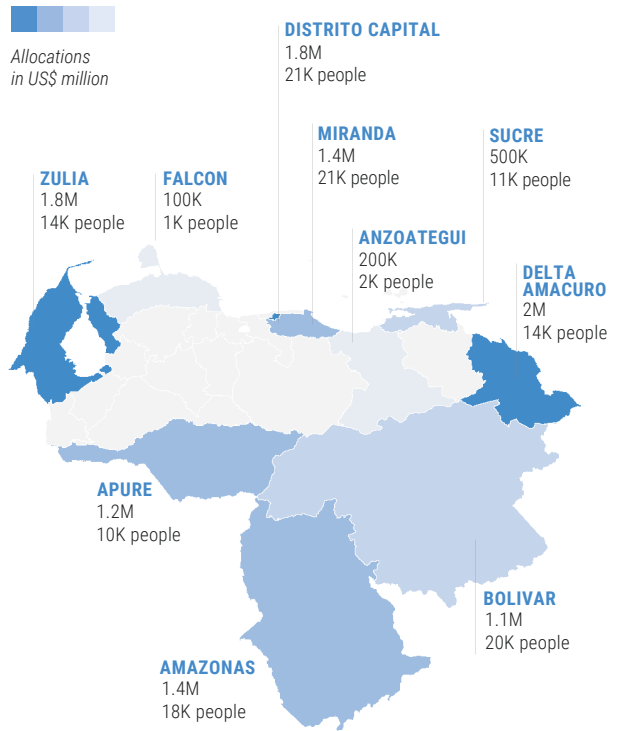 Allocations
in US$ million
DISTRITO CAPITAL
1.8M
21K people
MIRANDA
1.4M
21K people
SUCRE
500K
11K people
ZULIA
1.8M
14K people
FALCON
100K
1K people
ANZOATEGUI
200K
2K people
DELTA
AMACURO
2M
14K people
APURE
1.2M
10K people
BOLIVAR
1.1M
20K people
AMAZONAS
1.4M
18K people